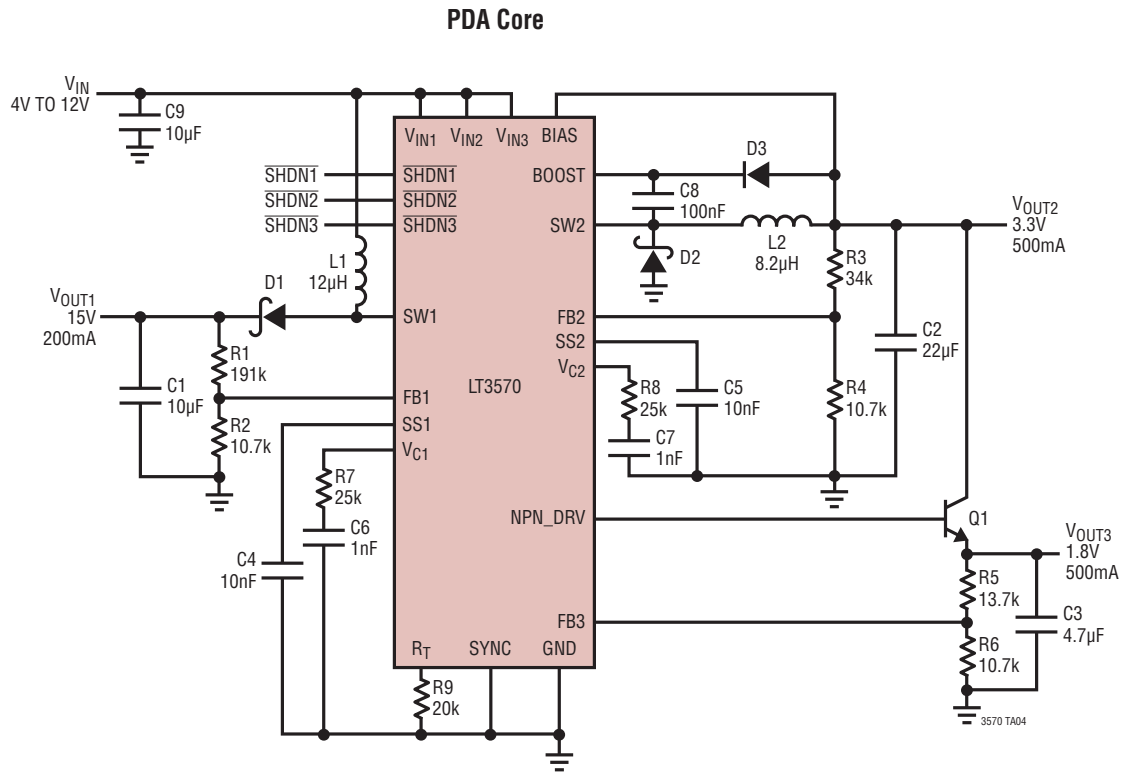 PDA Core
VIN
4V TO 12V
C9
10µF
VIN1 VIN2 VIN3 BIAS
SHDN1 SHDN1
SHDN2 SHDN2
SHDN3 SHDN3
BOOST
SW2
D3
C8
100nF
D2
L2
8.2µH
VOUT2
3.3V
500mA
L1
12µH
D1
VOUT1
15V
200mA
SW1
R3
34k
FB2
SS2
VC2
C2
22µF
R1
191k
C1
10µF
FB1
SS1
VC1
LT3570
R8
25k
C5
10nF
R4
10.7k
R2
10.7k
C7
1nF
R7
25k
C6
1nF
C4
10nF
NPN_DRV
Q1
VOUT3
1.8V
500mA
R5
13.7k
C3
4.7µF
FB3
R6
10.7k
RT SYNC GND
R9
20k
3570 TA04